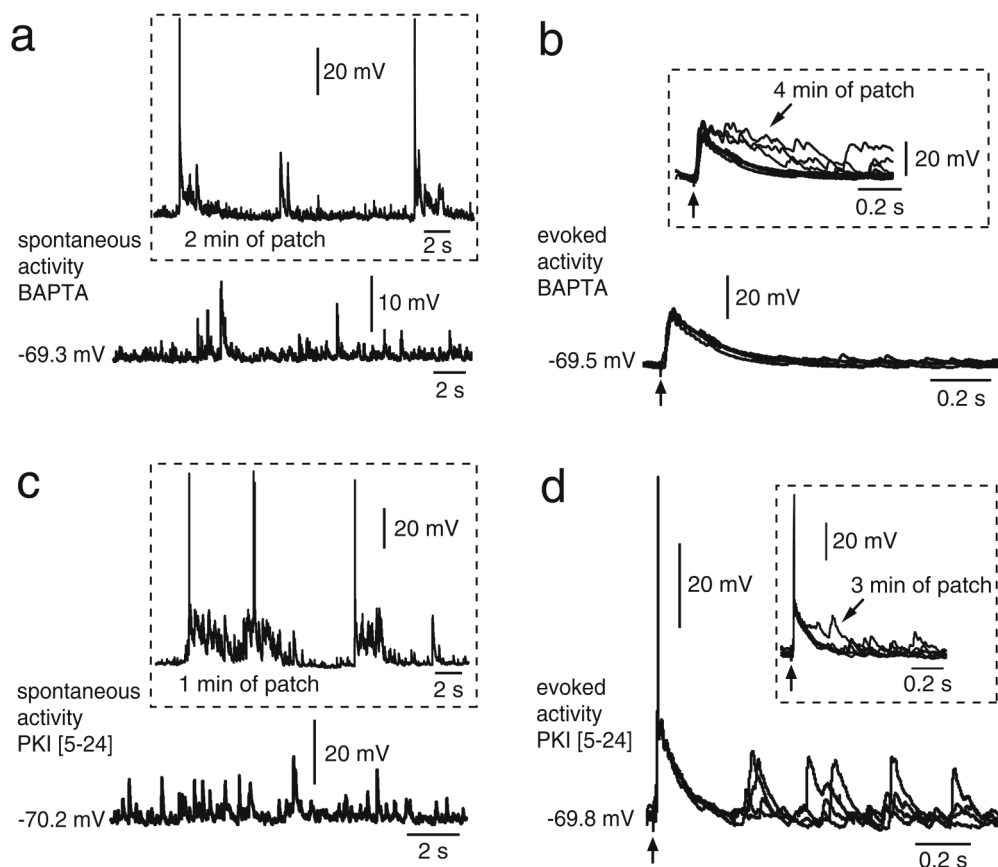 a
20 mV
2 min of patch
2 s
spontaneous
activity
BAPTA
10 mV
-69.3 mV
2 s
b
4 min of patch
20 mV
0.2 s
evoked
activity
BAPTA
20 mV
-69.5 mV
0.2 s
c
20 mV
1 min of patch
2 s
spontaneous
activity
PKI [5-24]
20 mV
-70.2 mV
2 s
d
20 mV
20 mV
3 min of patch
0.2 s
evoked
activity
PKI [5-24]
-69.8 mV
0.2 s